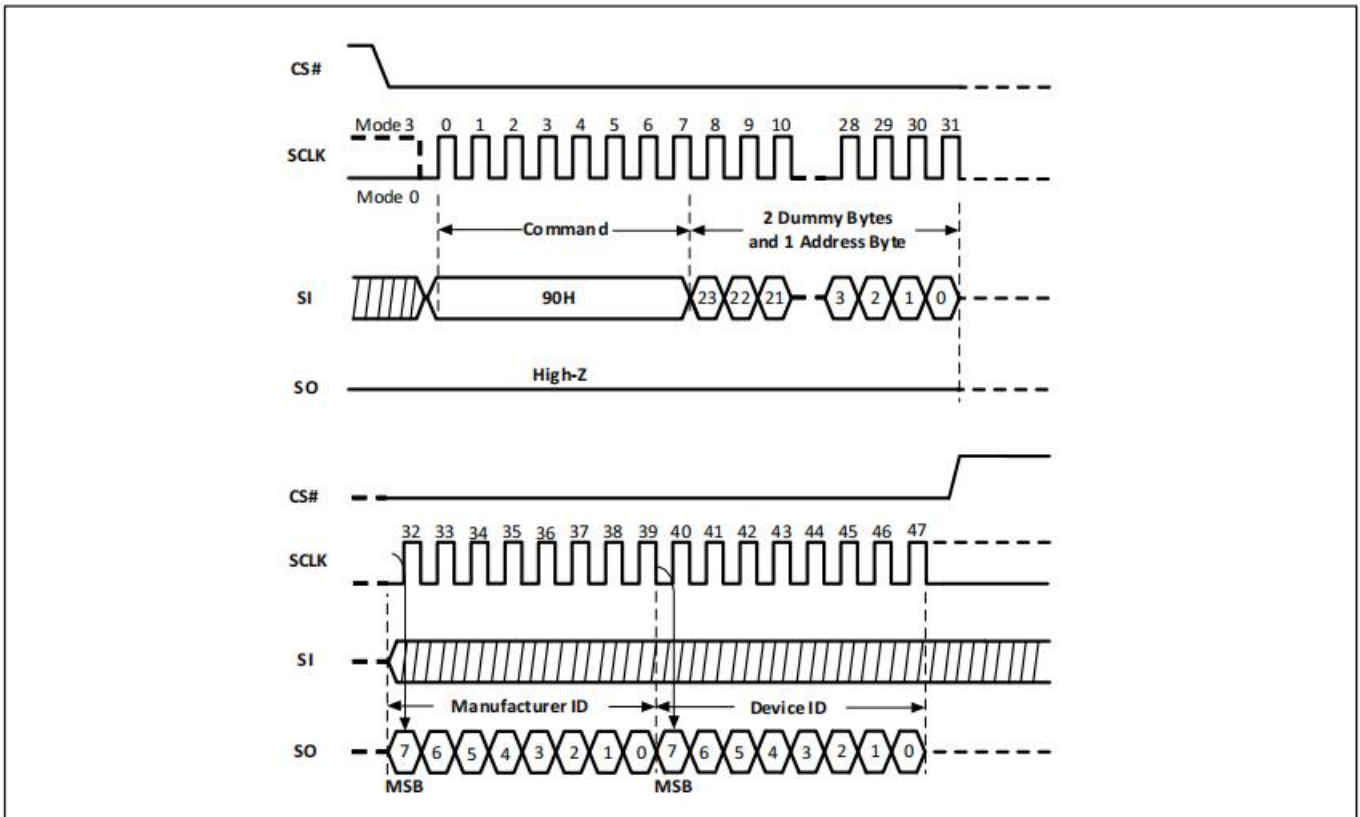 CS#
Mode 3 0 1 2 3 4 5 6 7 8 9 10 28 29 30 31
SCLK
Mode 0
Command
2 Dummy Bytes
and 1 Address Byte
SI 90H 23 22 21 3 2 1 0
High-Z
SO
CS#
32 33 34 35 36 37 38 39 40 41 42 43 44 45 46 47
SCLK
SI
Manufacturer ID Device ID
SO 7 6 5 4 3 2 1 0 7 6 5 4 3 2 1 0
MSB MSB